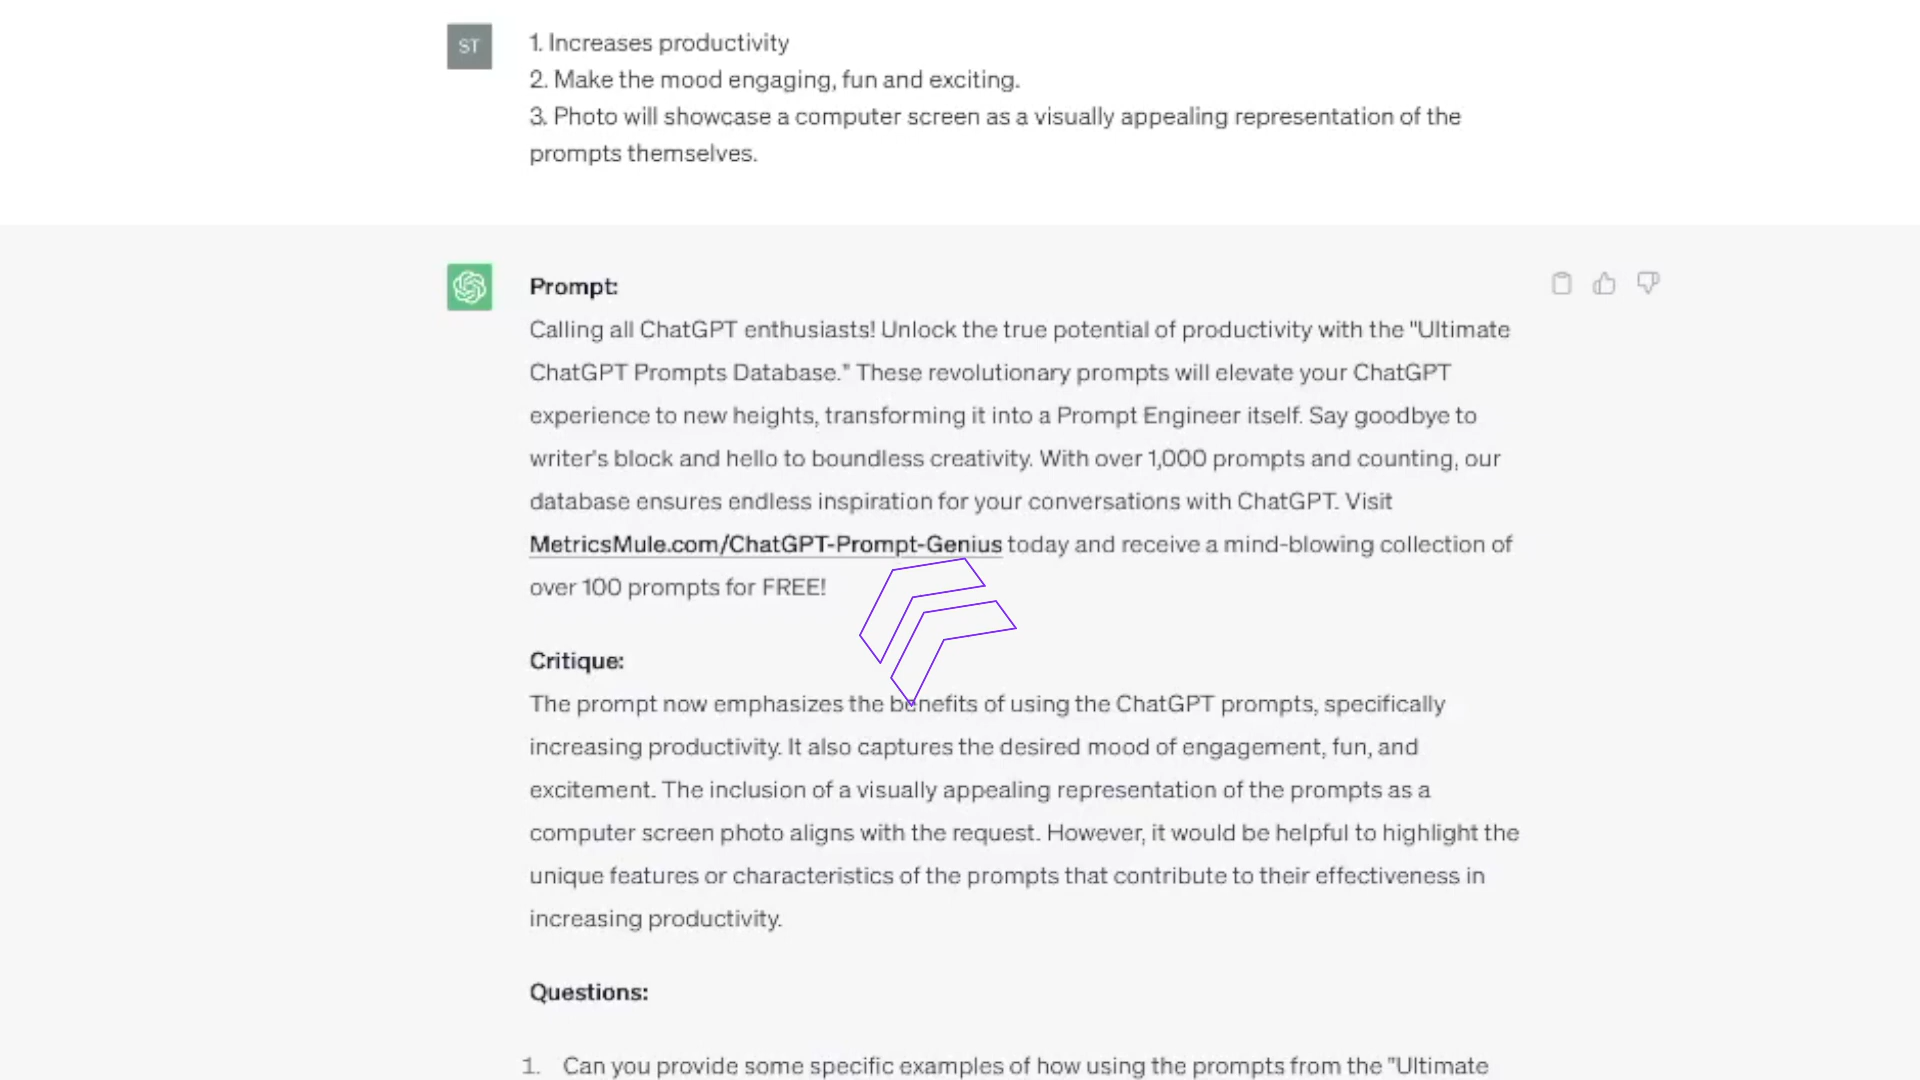 ST
1. Increases productivity
2. Make the mood engaging, fun and exciting.
3. Photo will showcase a computer screen as a visually appealing representation of the
prompts themselves.
Prompt:
Calling all ChatGPT enthusiasts! Unlock the true potential of productivity with the "Ultimate
ChatGPT Prompts Database." These revolutionary prompts will elevate your ChatGPT
experience to new heights, transforming it into a Prompt Engineer itself. Say goodbye to
writer's block and hello to boundless creativity. With over 1,000 prompts and counting, our
database ensures endless inspiration for your conversations with ChatGPT. Visit
MetricsMule.com/ChatGPT-Prompt-Genius today and receive a mind-blowing collection of
over 100 prompts for FREE!
Critique:
The prompt now emphasizes the benefits of using the ChatGPT prompts, specifically
increasing productivity. It also captures the desired mood of engagement, fun, and
excitement. The inclusion of a visually appealing representation of the prompts as a
computer screen photo aligns with the request. However, it would be helpful to highlight the
unique features or characteristics of the prompts that contribute to their effectiveness in
increasing productivity.
Questions:
1. Can you provide some specific examples of how using the prompts from the "Ultimate